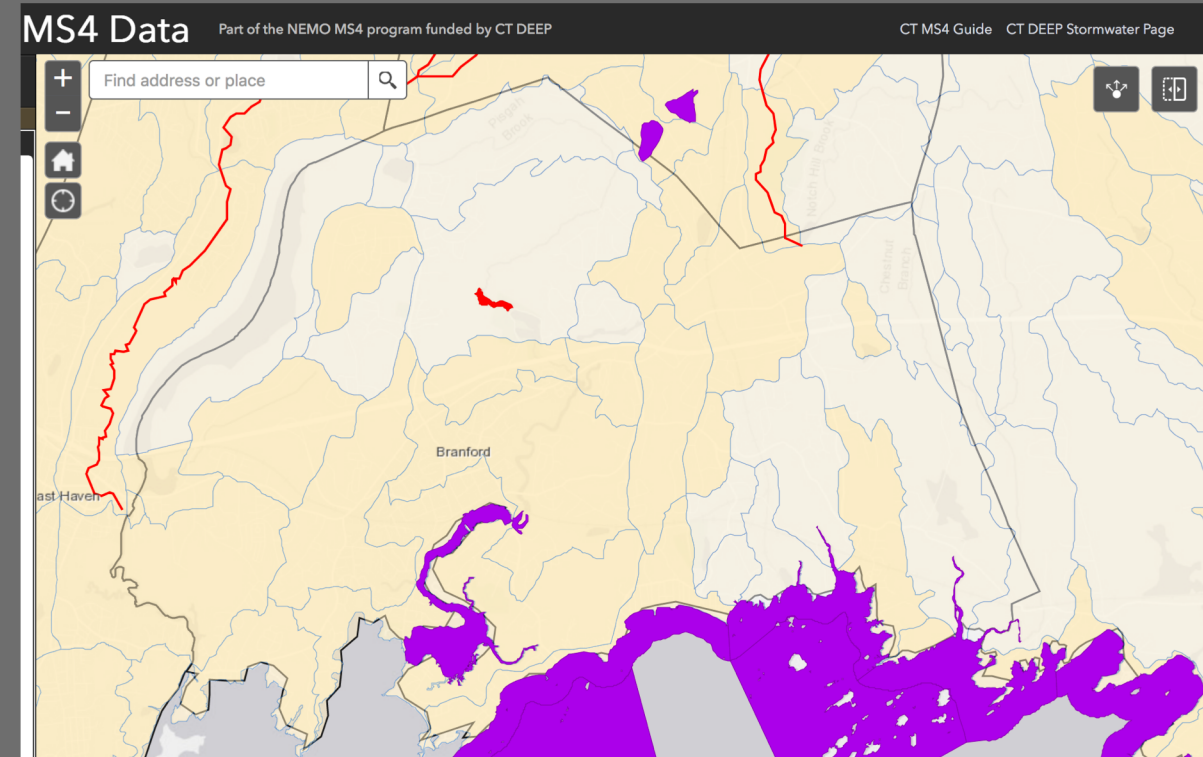 MS4 Data
Part of the NEMO MS4 program funded by CT DEEP
CT MS4 Guide
CT DEEP Stormwater Page
+
Find address or place
−
Pisgah
Brook
Notch Hill Brook
Chestnut
Branch
Branford
ast Haven